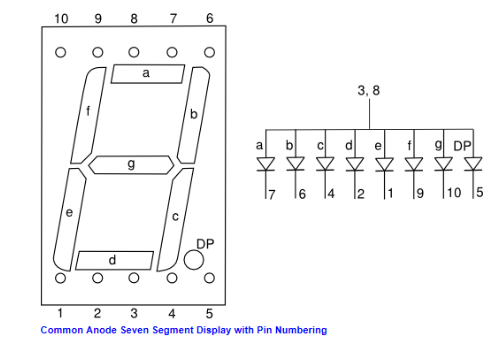 10 9 8 7 6
a
f
b
g
e
c
d
DP
1 2 3 4 5
3, 8
a b c d e f g DP
7 6 4 2 1 9 10 5
Common Anode Seven Segment Display with Pin Numbering